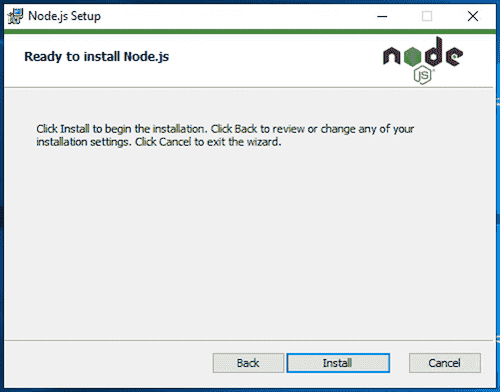 Node.js Setup
Ready to install Node.js
node
JS
Click Install to begin the installation. Click Back to review or change any of your
installation settings. Click Cancel to exit the wizard.
Back
Install
Cancel